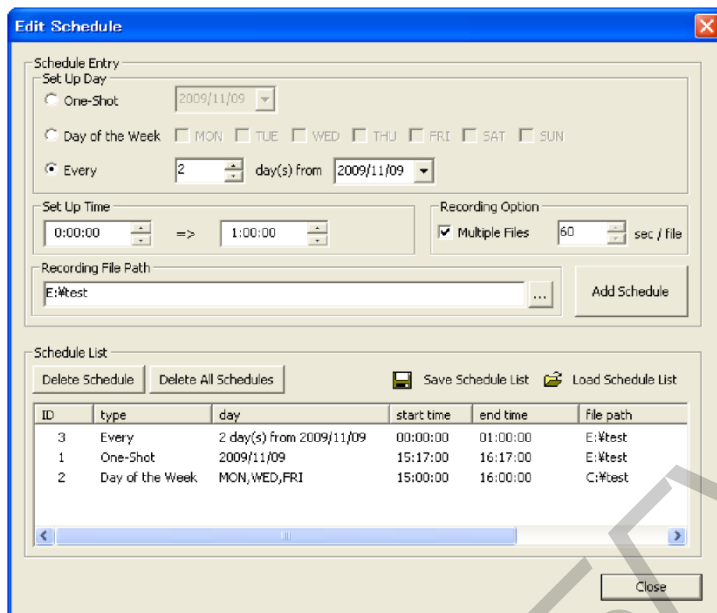 Edit Schedule
Schedule Entry
Set Up Day
One-Shot 2009/11/09
Day of the Week MON TUE WED THU FRI SAT SUN
Every 2 day(s) from 2009/11/09
Set Up Time
0:00:00 => 1:00:00
Recording Option
Multiple Files 60 sec / file
Recording File Path
E:¥test ...
Add Schedule
Schedule List
Delete Schedule Delete All Schedules Save Schedule List Load Schedule List
ID type day start time end time file path
3 Every 2 day(s) from 2009/11/09 00:00:00 01:00:00 E:¥test
1 One-Shot 2009/11/09 15:17:00 16:17:00 E:¥test
2 Day of the Week MON,WED,FRI 15:00:00 16:00:00 C:¥test
Close